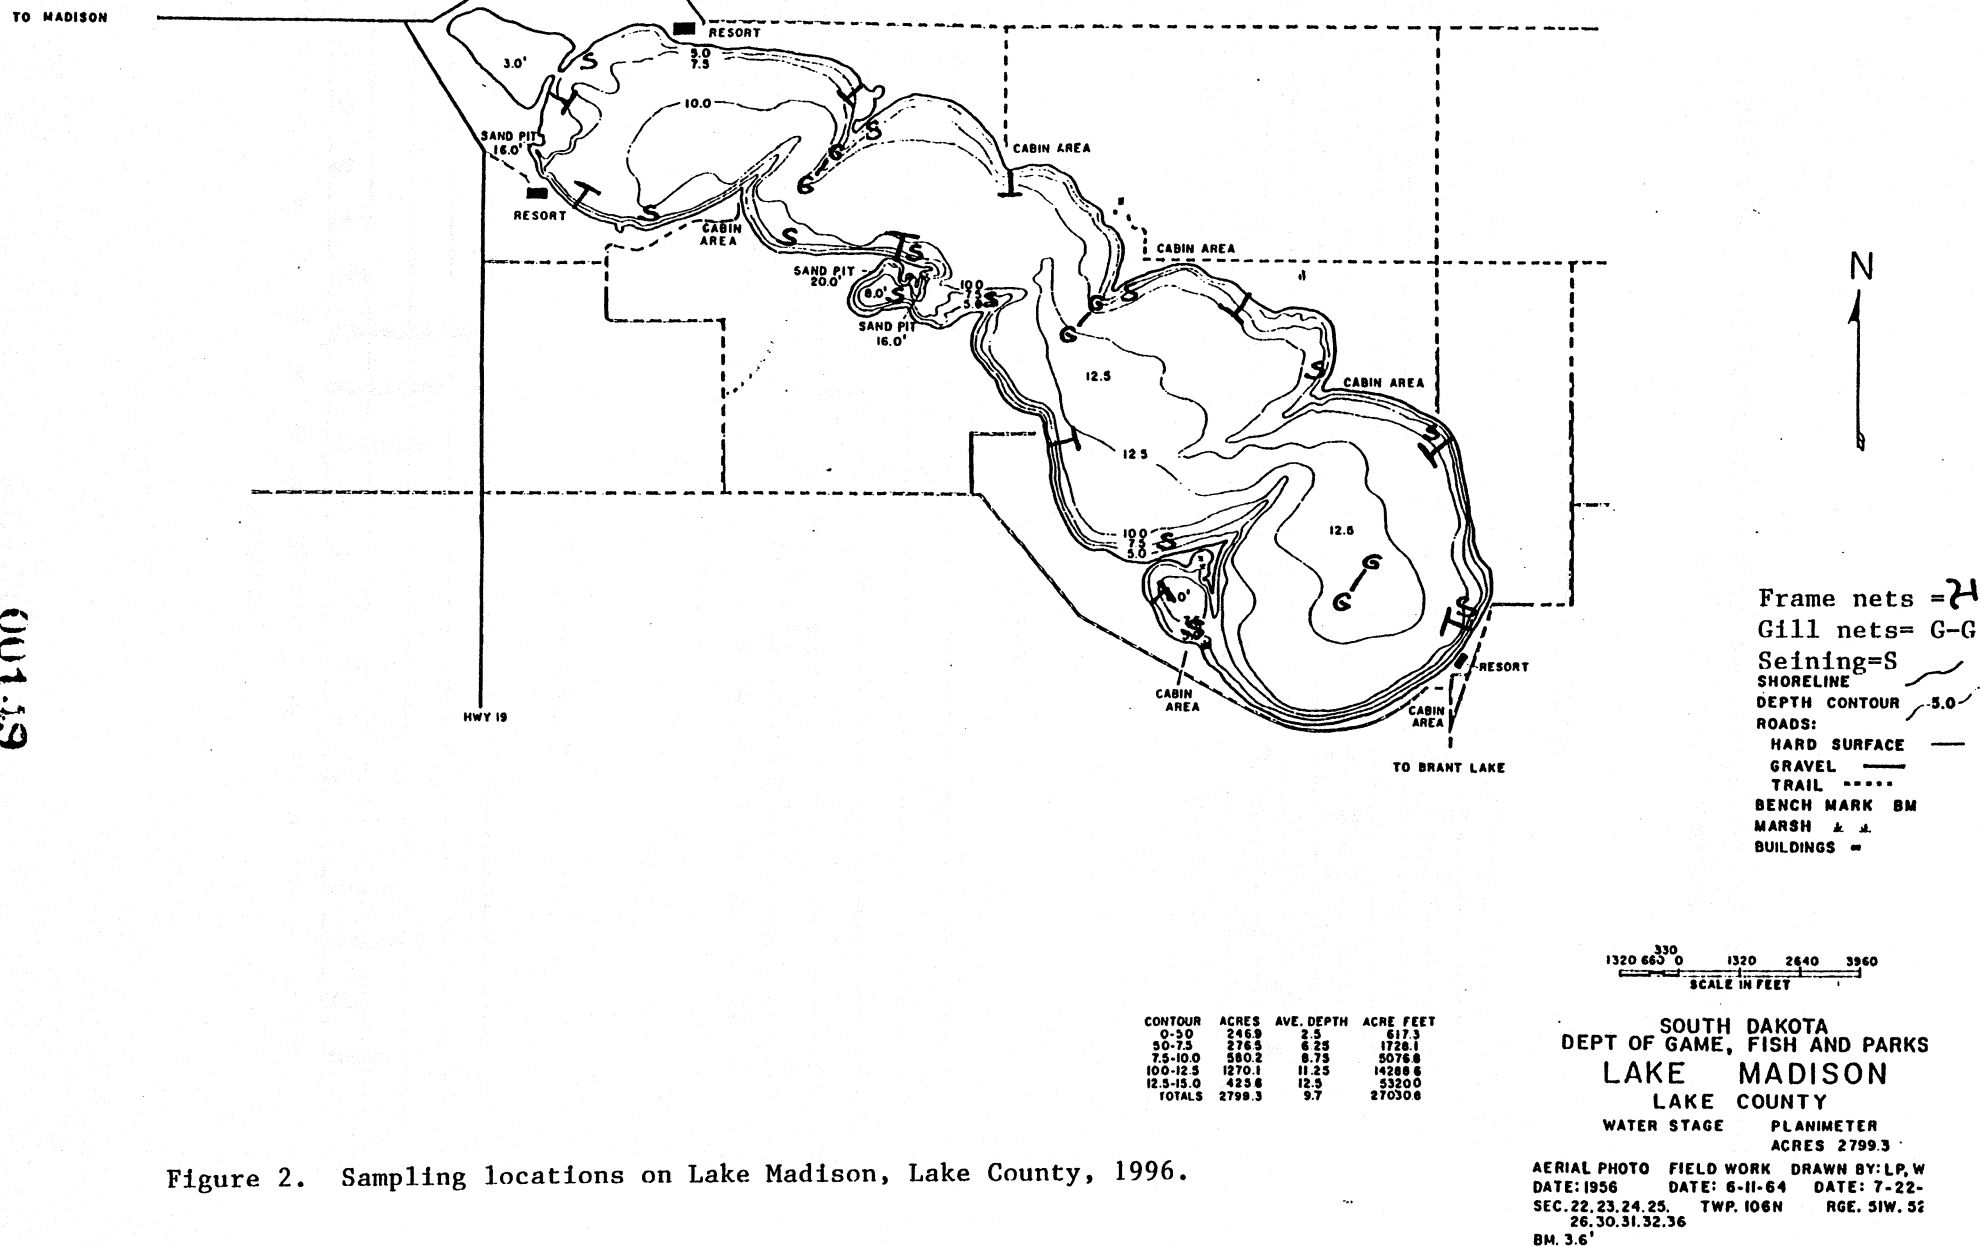 TO MADISON
RESORT
3.0'
5.0
7.5
10.0
SAND PIT
16.0'
RESORT
CABIN
AREA
CABIN AREA
CABIN AREA
SAND PIT
20.0'
8.0'
SAND PIT
16.0'
10.0
7.5
5.0
12.5
CABIN AREA
12.5
10.0
7.5
5.0
12.5
CABIN
AREA
CABIN
AREA
RESORT
HWY 19
TO BRANT LAKE
S
S
S
S
S
S
S
S
S
S
S
S
S
S
G
G
G
G
G
G
N
00139
Frame nets =
Gill nets= G-G
Seining=S
SHORELINE
DEPTH CONTOUR 5.0
ROADS:
HARD SURFACE
GRAVEL
TRAIL
BENCH MARK BM
MARSH
BUILDINGS
330
1320 660 0 1320 2640 3960
SCALE IN FEET
CONTOUR ACRES AVE. DEPTH ACRE FEET
0-5.0 246.9 2.5 617.3
5.0-7.5 276.5 6.25 1728.1
7.5-10.0 580.2 8.75 5076.8
10.0-12.5 1270.1 11.25 14288.6
12.5-15.0 425.6 12.5 5320.0
TOTALS 2799.3 9.7 27030.8
SOUTH DAKOTA
DEPT OF GAME, FISH AND PARKS
LAKE MADISON
LAKE COUNTY
WATER STAGE PLANIMETER
ACRES 2799.3
AERIAL PHOTO FIELD WORK DRAWN BY: LP, W
DATE: 1956 DATE: 6-11-64 DATE: 7-22-
SEC. 22. 23. 24. 25. TWP. 106N RGE. 51W. 52
26. 30. 31. 32. 36
BM. 3.6'
Figure 2. Sampling locations on Lake Madison, Lake County, 1996.